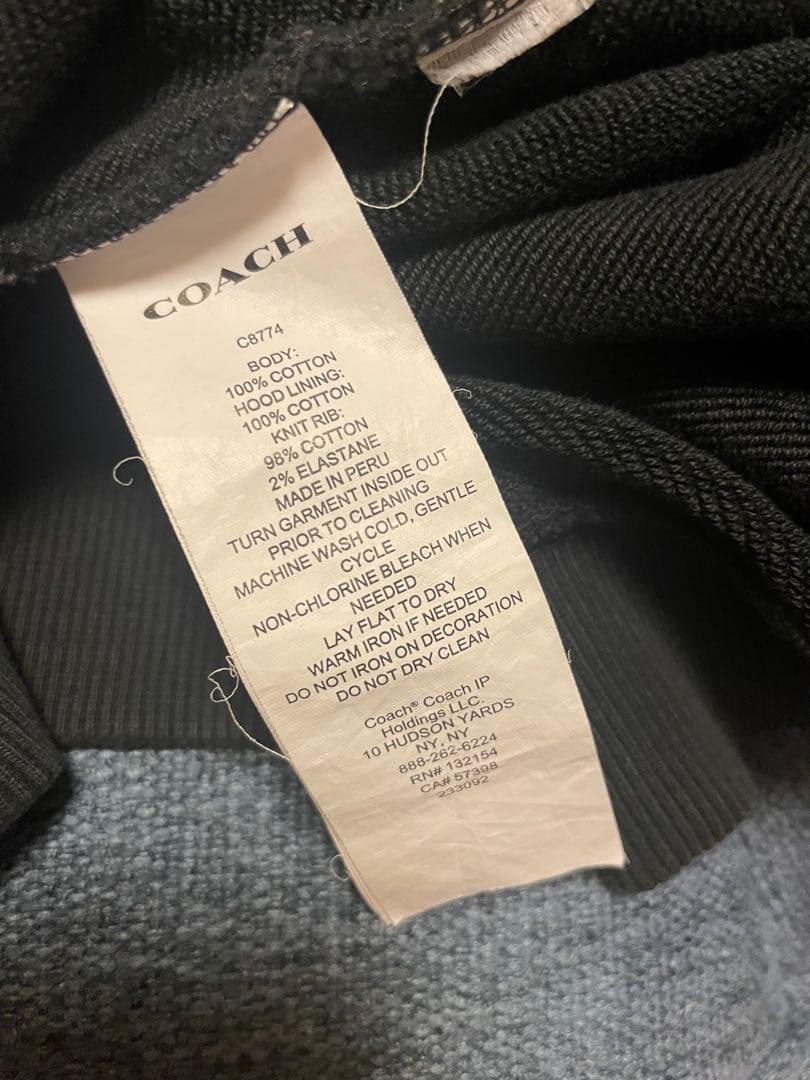 COACH
C8774
BODY:
100% COTTON
HOOD LINING:
100% COTTON
KNIT RIB:
98% COTTON
2% ELASTANE
MADE IN PERU
TURN GARMENT INSIDE OUT
PRIOR TO CLEANING
MACHINE WASH COLD, GENTLE
CYCLE
NON-CHLORINE BLEACH WHEN
NEEDED
LAY FLAT TO DRY
WARM IRON IF NEEDED
DO NOT IRON ON DECORATION
DO NOT DRY CLEAN
Coach® Coach IP
Holdings LLC.
10 HUDSON YARDS
NY, NY
888-262-6224
RN# 132154
CA# 57398
233092